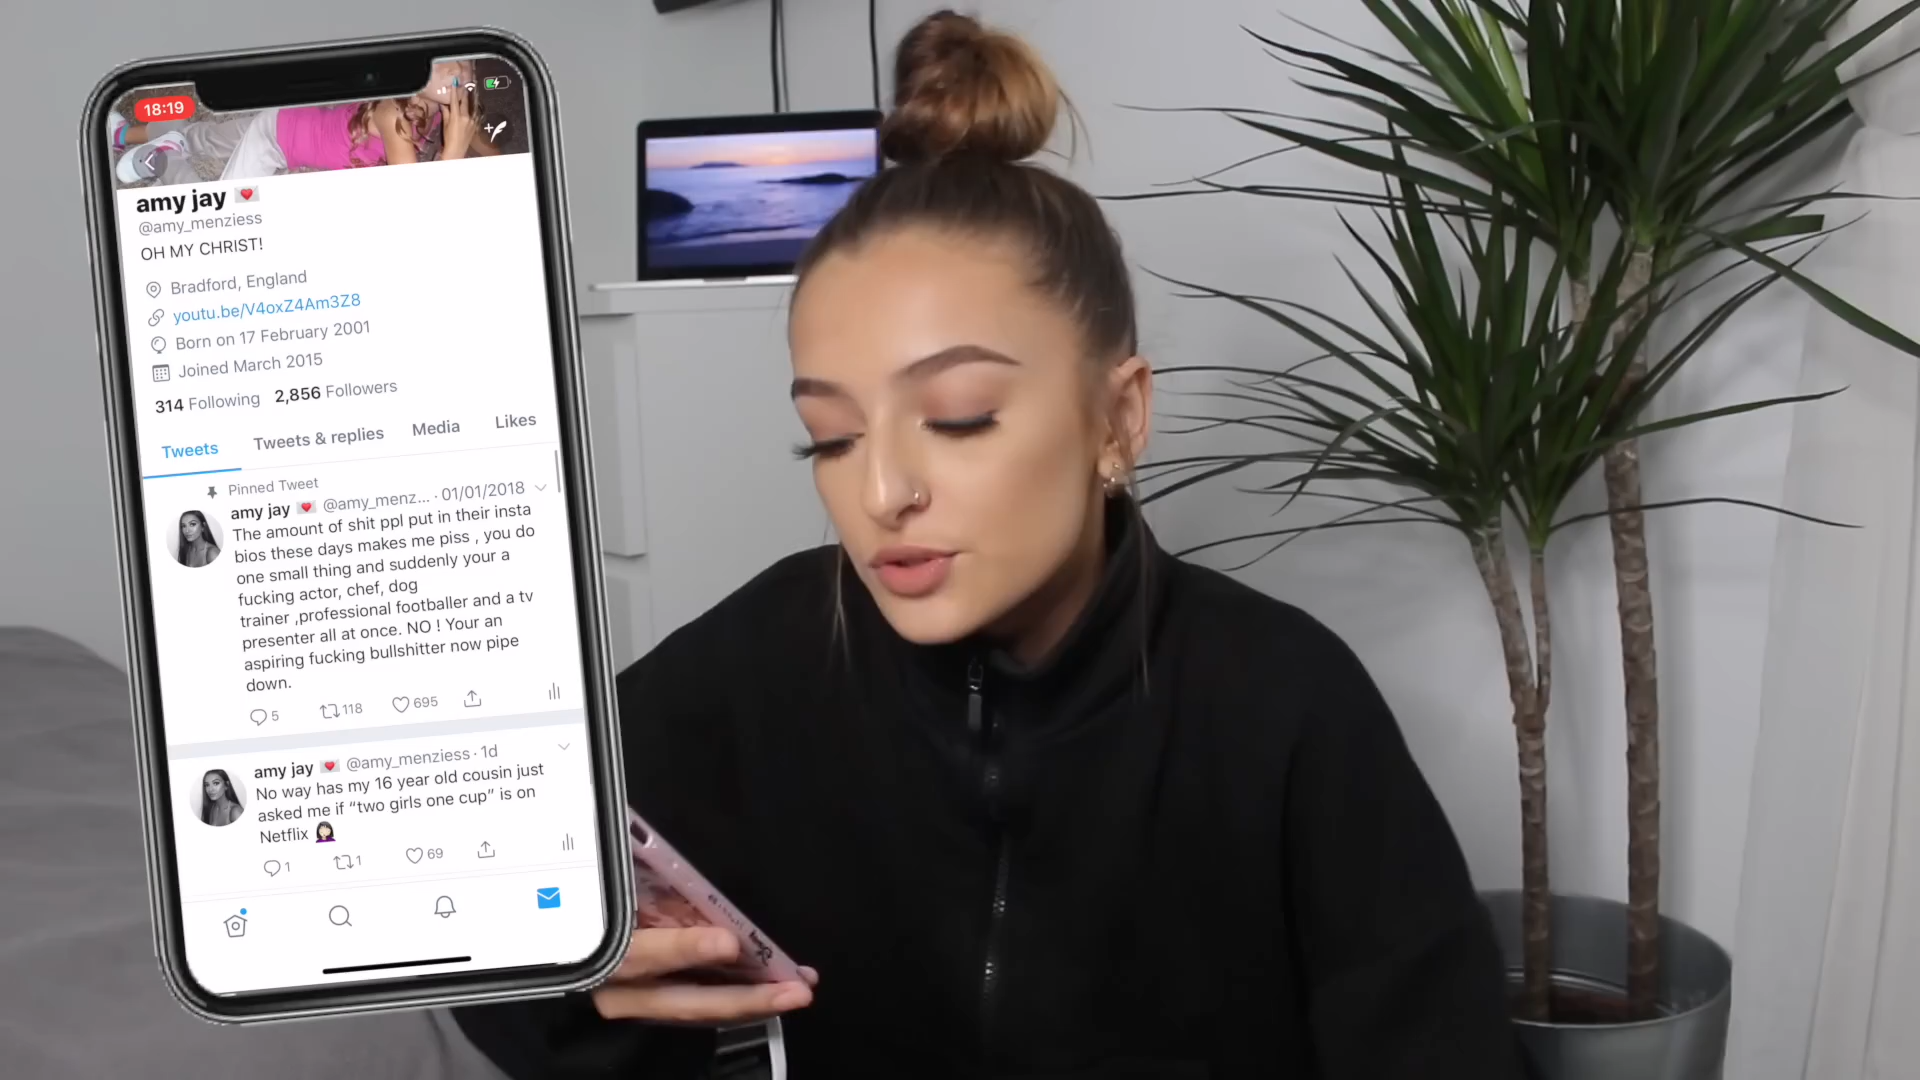 18:19
amy jay 💌
@amy_menziess
OH MY CHRIST!
Bradford, England
youtu.be/V4oxZ4Am3Z8
Born on 17 February 2001
Joined March 2015
314 Following 2,856 Followers
Tweets Tweets & replies Media Likes
Pinned Tweet
amy jay 💌 @amy_menz... · 01/01/2018
The amount of shit ppl put in their insta
bios these days makes me piss , you do
one small thing and suddenly your a
fucking actor, chef, dog
trainer ,professional footballer and a tv
presenter all at once. NO ! Your an
aspiring fucking bullshitter now pipe
down.
5 118 695
amy jay 💌 @amy_menziess · 1d
No way has my 16 year old cousin just
asked me if “two girls one cup” is on
Netflix 🤦🏻‍♀️
1 1 69